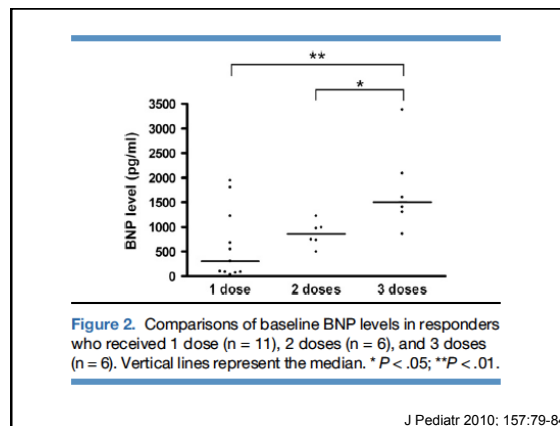 **
*
3500
3000
2500
2000
1500
1000
500
0
BNP level (pg/ml)
1 dose 2 doses 3 doses
Figure 2. Comparisons of baseline BNP levels in responders
who received 1 dose (n = 11), 2 doses (n = 6), and 3 doses
(n = 6). Vertical lines represent the median. * P < .05; **P < .01.
J Pediatr 2010; 157:79-84